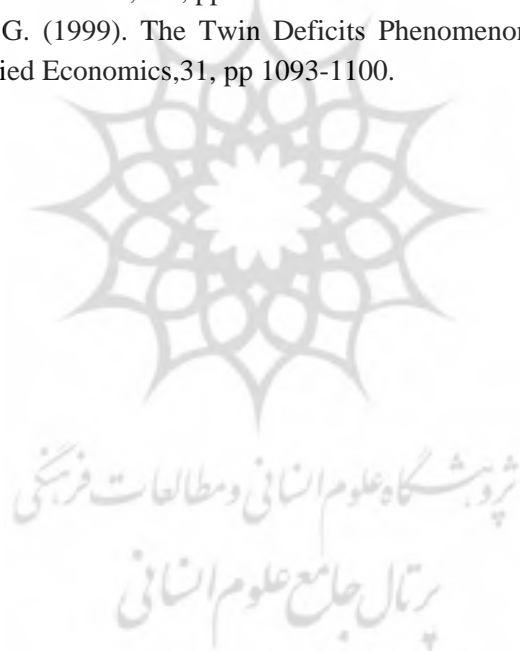 G. (1999). The Twin Deficits Phenomenon
ied Economics,31, pp 1093-1100.
پژوهشگاه علوم انسانی و مطالعات فرهنگی
پرتال جامع علوم انسانی